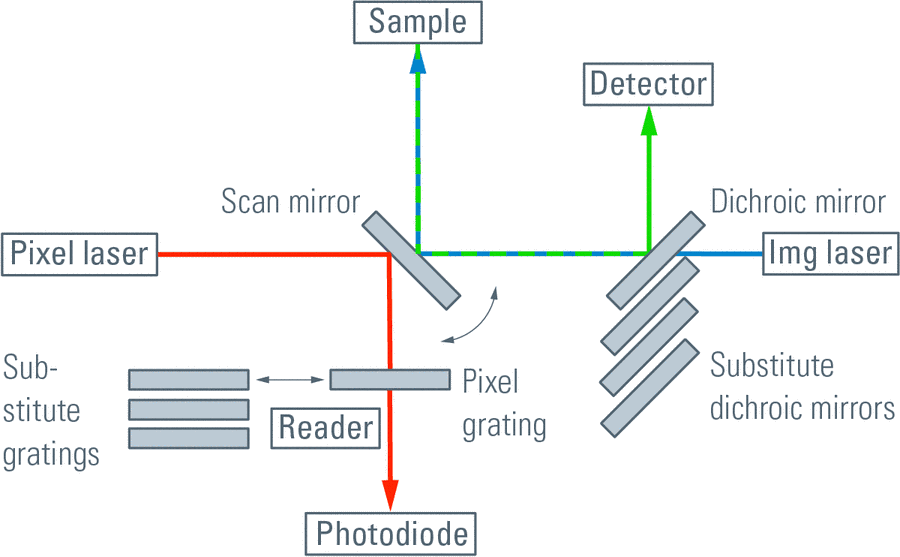 Sample
Detector
Scan mirror
Dichroic mirror
Pixel laser
Img laser
Sub-
stitute
gratings
Pixel
grating
Reader
Substitute
dichroic mirrors
Photodiode